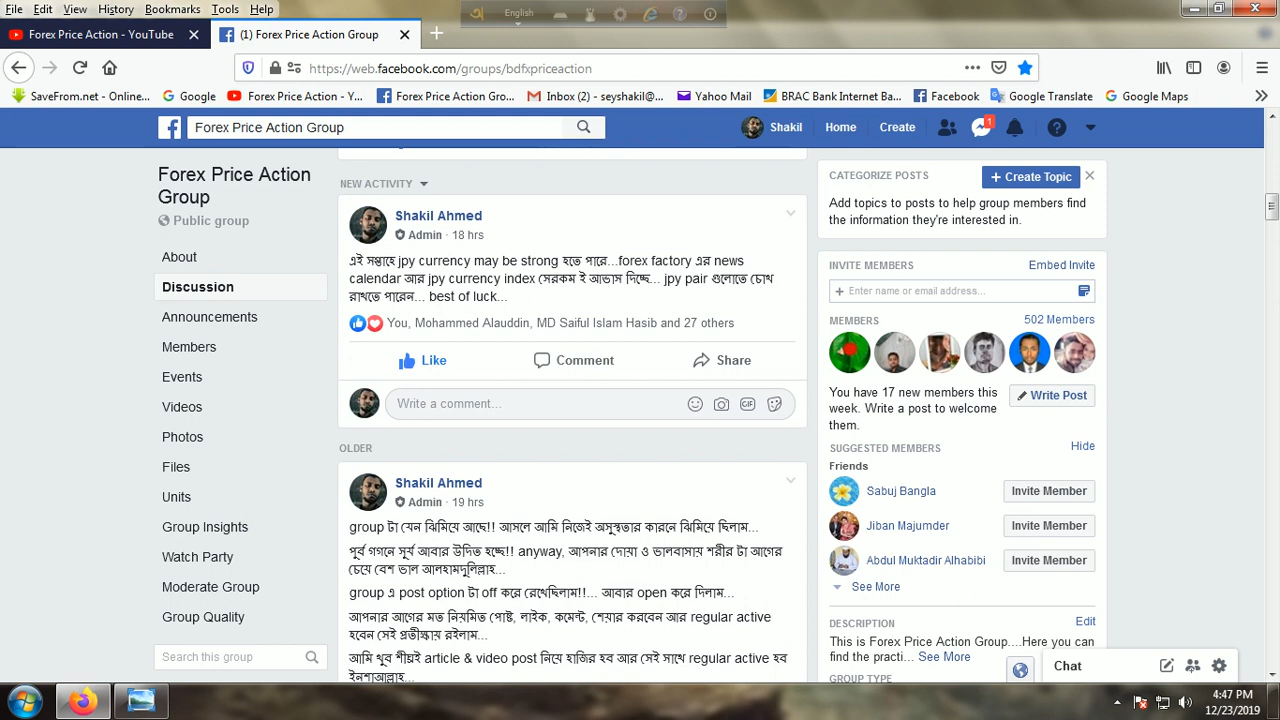 File Edit View History Bookmarks Tools Help
English
Forex Price Action - YouTube
(1) Forex Price Action Group
https://web.facebook.com/groups/bdfxpriceaction
SaveFrom.net - Online...
Google
Forex Price Action - Y...
Forex Price Action Gro...
Inbox (2) - seyshakil@...
Yahoo Mail
BRAC Bank Internet Ba...
Facebook
Google Translate
Google Maps
Forex Price Action Group
Shakil
Home
Create
1
Forex Price Action
Group
Public group
About
Discussion
Announcements
Members
Events
Videos
Photos
Files
Units
Group Insights
Watch Party
Moderate Group
Group Quality
Search this group
NEW ACTIVITY
Shakil Ahmed
Admin · 18 hrs
এই সপ্তাহে jpy currency may be strong হতে পারে...forex factory এর news
calendar আর jpy currency index সেরকম ই আভাস দিচ্ছে... jpy pair গুলোতে চোখ
রাখতে পারেন... best of luck...
You, Mohammed Alauddin, MD Saiful Islam Hasib and 27 others
Like
Comment
Share
Write a comment...
GIF
OLDER
Shakil Ahmed
Admin · 19 hrs
group টা যেন ঝিমিয়ে আছে!! আসলে আমি নিজেই অসুস্থতার কারনে ঝিমিয়ে ছিলাম...
পূর্ব গগনে সূর্য আবার উদিত হচ্ছে!! anyway, আপনার দোয়া ও ভালবাসায় শরীর টা আগের
চেয়ে বেশ ভাল আলহামদুলিল্লাহ...
group এ post option টা off করে রেখেছিলাম!!... আবার open করে দিলাম...
আপনার আগের মত নিয়মিত পোষ্ট, লাইক, কমেন্ট, শেয়ার করবেন আর regular active
হবেন সেই প্রতীক্ষায় রইলাম...
আমি খুব শীঘ্রই article & video post নিয়ে হাজির হব আর সেই সাথে regular active হব
ইনশাআল্লাহ...
CATEGORIZE POSTS
+ Create Topic
Add topics to posts to help group members find
the information they're interested in.
INVITE MEMBERS
Embed Invite
+ Enter name or email address...
MEMBERS
502 Members
You have 17 new members this
week. Write a post to welcome
them.
Write Post
SUGGESTED MEMBERS
Hide
Friends
Sabuj Bangla
Invite Member
Jiban Majumder
Invite Member
Abdul Muktadir Alhabibi
Invite Member
See More
DESCRIPTION
Edit
This is Forex Price Action Group....Here you can
find the practi... See More
GROUP TYPE
Chat
4:47 PM
12/23/2019